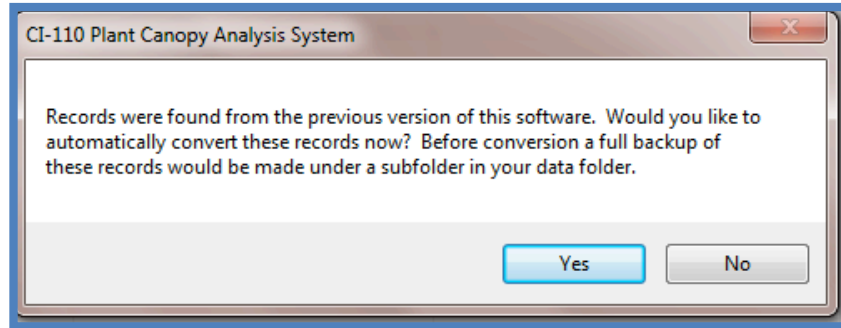 CI-110 Plant Canopy Analysis System
Records were found from the previous version of this software.  Would you like to
automatically convert these records now?  Before conversion a full backup of
these records would be made under a subfolder in your data folder.
Yes No